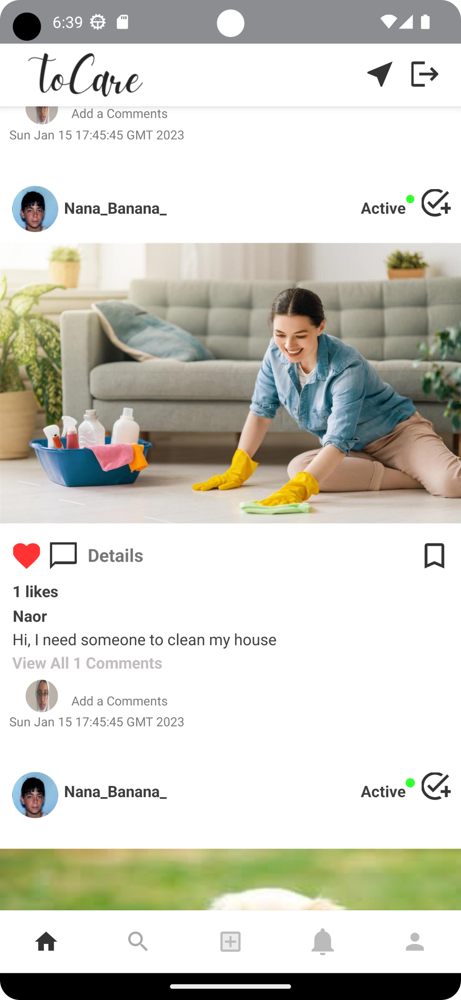 6:39
toCare
Add a Comments
Sun Jan 15 17:45:45 GMT 2023
Nana_Banana_
Active
Details
1 likes
Naor
Hi, I need someone to clean my house
View All 1 Comments
Add a Comments
Sun Jan 15 17:45:45 GMT 2023
Nana_Banana_
Active